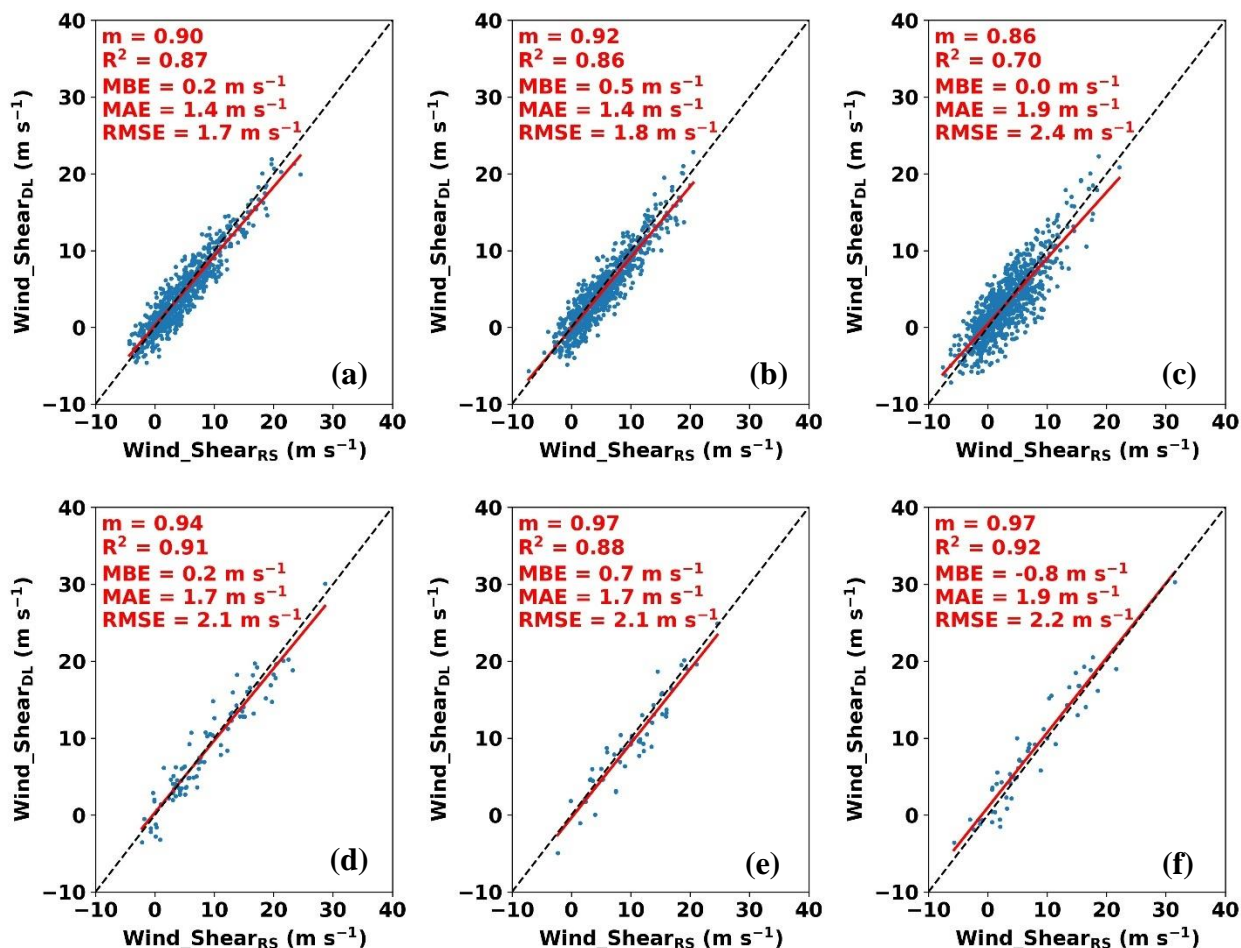 m = 0.90
R² = 0.87
MBE = 0.2 m s⁻¹
MAE = 1.4 m s⁻¹
RMSE = 1.7 m s⁻¹
40
30
20
10
0
−10
Wind_Shear_DL (m s⁻¹)
(a)
−10 0 10 20 30 40
Wind_Shear_RS (m s⁻¹)
m = 0.92
R² = 0.86
MBE = 0.5 m s⁻¹
MAE = 1.4 m s⁻¹
RMSE = 1.8 m s⁻¹
40
30
20
10
0
−10
Wind_Shear_DL (m s⁻¹)
(b)
−10 0 10 20 30 40
Wind_Shear_RS (m s⁻¹)
m = 0.86
R² = 0.70
MBE = 0.0 m s⁻¹
MAE = 1.9 m s⁻¹
RMSE = 2.4 m s⁻¹
40
30
20
10
0
−10
Wind_Shear_DL (m s⁻¹)
(c)
−10 0 10 20 30 40
Wind_Shear_RS (m s⁻¹)
m = 0.94
R² = 0.91
MBE = 0.2 m s⁻¹
MAE = 1.7 m s⁻¹
RMSE = 2.1 m s⁻¹
40
30
20
10
0
−10
Wind_Shear_DL (m s⁻¹)
(d)
−10 0 10 20 30 40
Wind_Shear_RS (m s⁻¹)
m = 0.97
R² = 0.88
MBE = 0.7 m s⁻¹
MAE = 1.7 m s⁻¹
RMSE = 2.1 m s⁻¹
40
30
20
10
0
−10
Wind_Shear_DL (m s⁻¹)
(e)
−10 0 10 20 30 40
Wind_Shear_RS (m s⁻¹)
m = 0.97
R² = 0.92
MBE = -0.8 m s⁻¹
MAE = 1.9 m s⁻¹
RMSE = 2.2 m s⁻¹
40
30
20
10
0
−10
Wind_Shear_DL (m s⁻¹)
(f)
−10 0 10 20 30 40
Wind_Shear_RS (m s⁻¹)